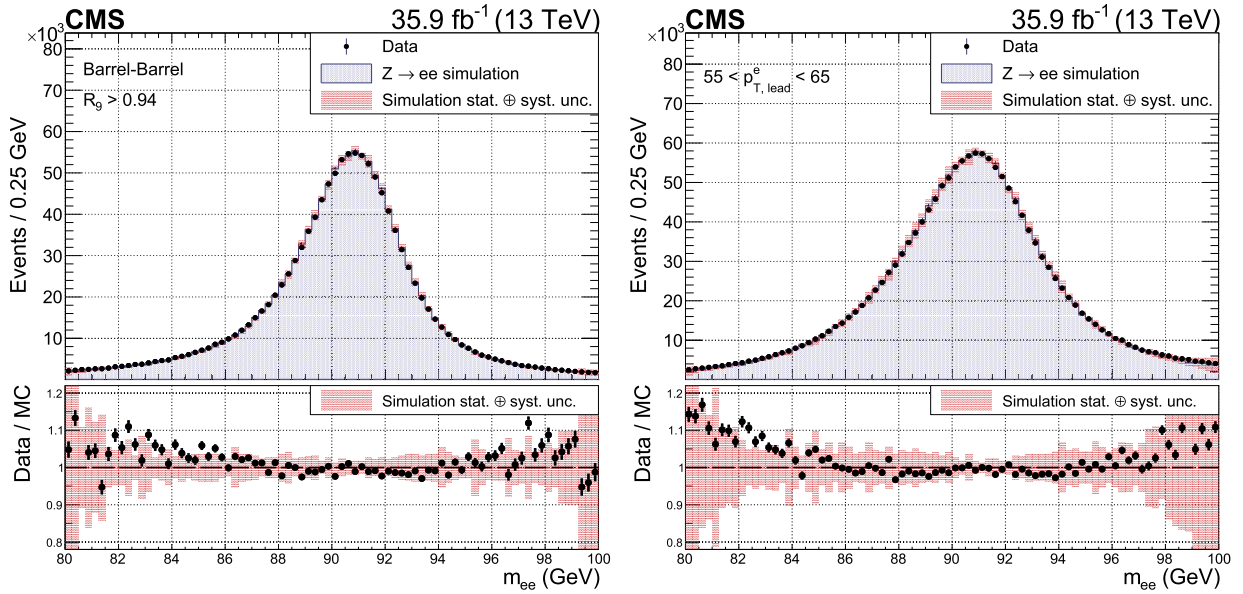 CMS 35.9 fb⁻¹ (13 TeV)
×10³
80
70
60
50
40
30
20
10
Events / 0.25 GeV
Barrel-Barrel
R₉ > 0.94
Data
Z → ee simulation
Simulation stat. ⊕ syst. unc.
1.2
1.1
1
0.9
0.8
Data / MC
Simulation stat. ⊕ syst. unc.
80 82 84 86 88 90 92 94 96 98 100
mee (GeV)
CMS 35.9 fb⁻¹ (13 TeV)
×10³
80
70
60
50
40
30
20
10
Events / 0.25 GeV
55 < pᵉT, lead < 65
Data
Z → ee simulation
Simulation stat. ⊕ syst. unc.
1.2
1.1
1
0.9
0.8
Data / MC
Simulation stat. ⊕ syst. unc.
80 82 84 86 88 90 92 94 96 98 100
mee (GeV)